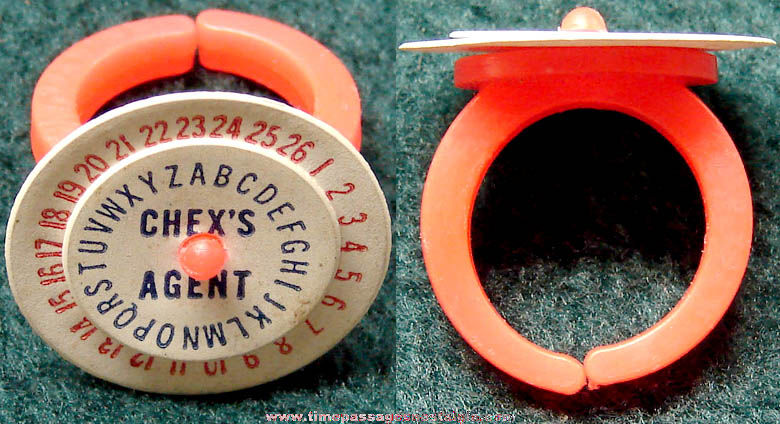 1 2 3 4 5 6 7 8 9 10 11 12 13 14 15 16 17 18 19 20 21 22 23 24 25 26
ABCDEFGHIJKLMNOPQRSTUVWXYZ
CHEX'S
AGENT
www.timepassagesnostalgia.com